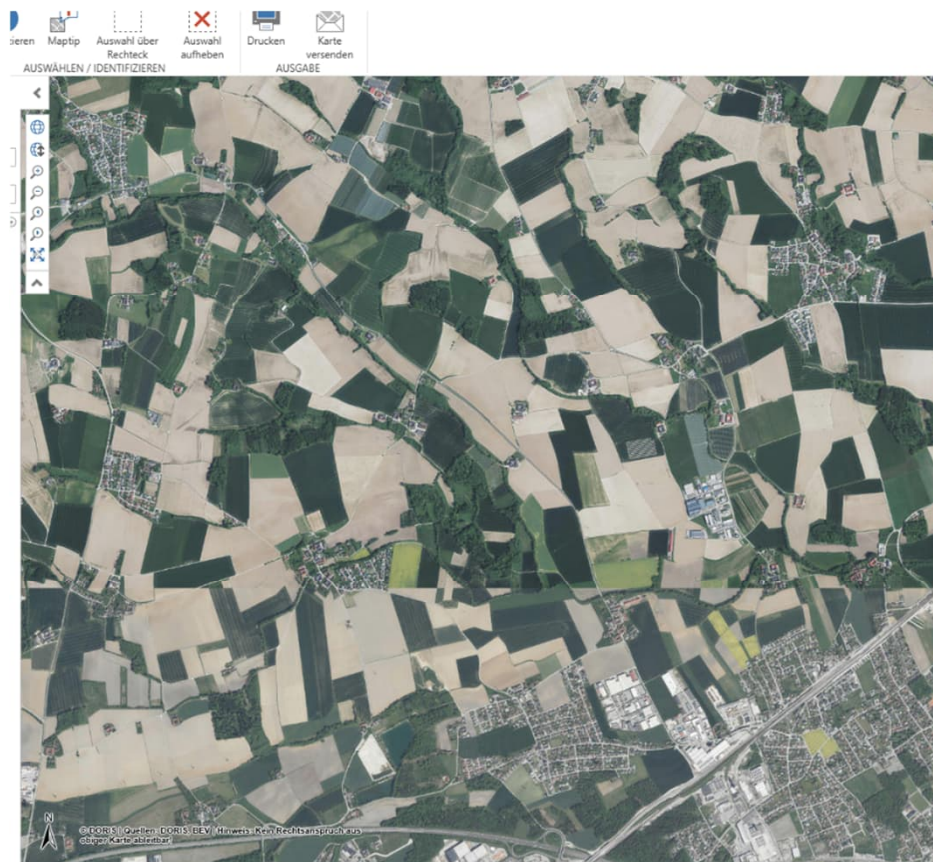 ieren
Maptip
Auswahl über
Rechteck
Auswahl
aufheben
Drucken
Karte
versenden
AUSWÄHLEN / IDENTIFIZIEREN
AUSGABE
N
© DORIS | Quellen: DORIS, BEV | Hinweis: Kein Rechtsanspruch aus
obiger Karte ableitbar!